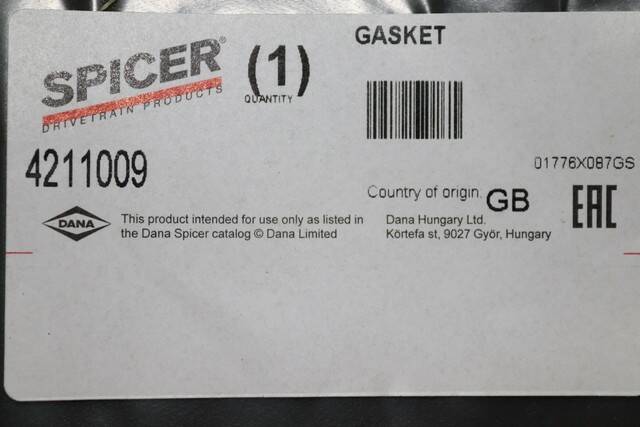 SPICER®
DRIVETRAIN PRODUCTS
(1)
QUANTITY
GASKET
4211009
01776X087GS
Country of origin: GB
EAC
DANA
This product intended for use only as listed in
the Dana Spicer catalog © Dana Limited
Dana Hungary Ltd.
Körtefa st, 9027 Györ, Hungary